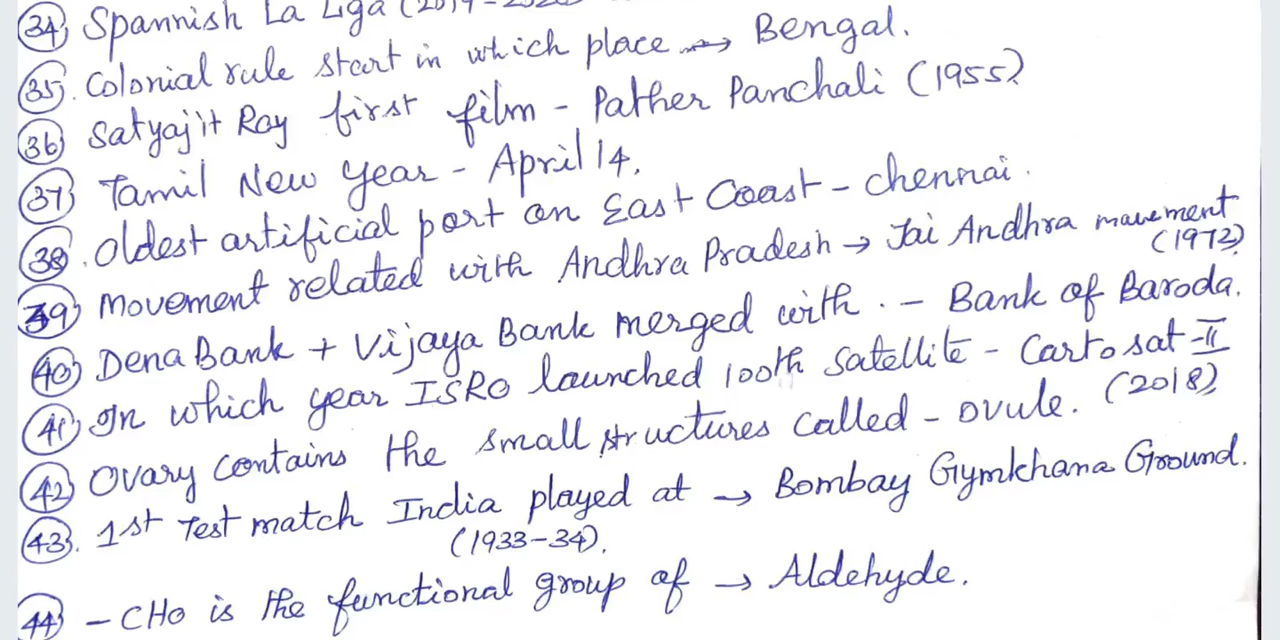 34) Spannish La Liga (2019-2020
35). Colonial rule start in which place → Bengal.
36) Satyajit Ray first film - Pather Panchali (1955)
37) Tamil New Year - April 14.
38). Oldest artificial port on East Coast - Chennai.
39) Movement related with Andhra Pradesh → Jai Andhra movement
(1972)
40) Dena Bank + Vijaya Bank merged with . - Bank of Baroda.
41) In which year ISRO launched 100th Satellite - Carto sat-II
(2018)
42) Ovary contains the small structures called - ovule.
43). 1st Test match India played at → Bombay Gymkhana Ground.
(1933-34).
44) - CHO is the functional group of → Aldehyde.